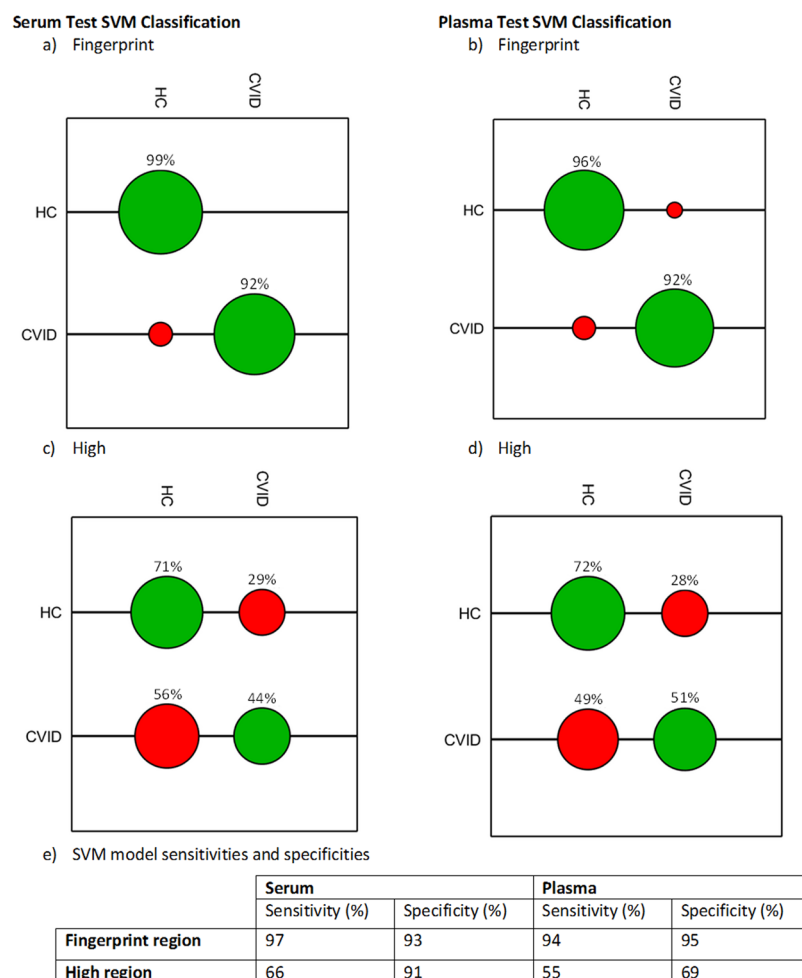 Serum Test SVM Classification
a) Fingerprint
HC
CVID
99%
HC
92%
CVID
Plasma Test SVM Classification
b) Fingerprint
HC
CVID
96%
HC
92%
CVID
c) High
HC
CVID
71%
29%
HC
56%
44%
CVID
d) High
HC
CVID
72%
28%
HC
49%
51%
CVID
e) SVM model sensitivities and specificities
Serum Plasma
Sensitivity (%) Specificity (%) Sensitivity (%) Specificity (%)
Fingerprint region 97 93 94 95
High region 66 91 55 69